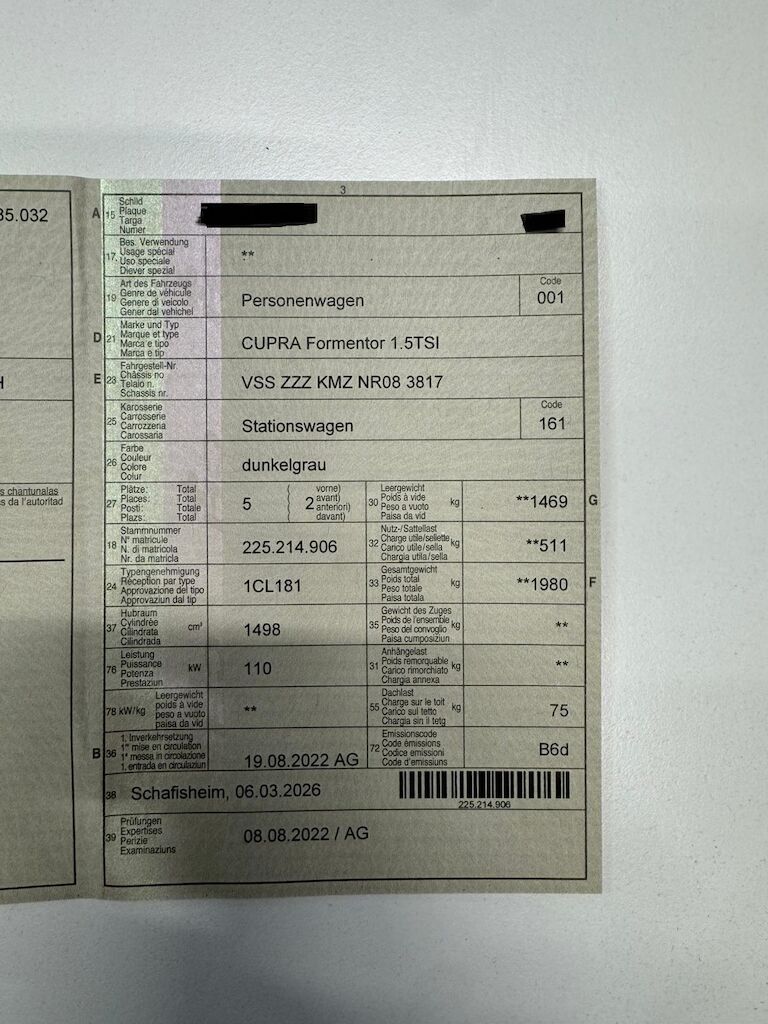 3
35.032
H
s chantunalas
s da l'autoritad
A 15 Schild
Plaque
Targa
Numer
17 Bes. Verwendung
Usage spécial
Uso speciale
Diever spezial
**
19 Art des Fahrzeugs
Genre de véhicule
Genere di veicolo
Gener dal vehichel
Personenwagen
Code
001
D 21 Marke und Typ
Marque et type
Marca e tipo
Marca e tip
CUPRA Formentor 1.5TSI
E 23 Fahrgestell-Nr.
Châssis no
Telaio n.
Schassis nr.
VSS ZZZ KMZ NR08 3817
25 Karosserie
Carrosserie
Carrozzeria
Carossaria
Stationswagen
Code
161
26 Farbe
Couleur
Colore
Colur
dunkelgrau
27 Plätze: Total
Places: Total
Posti: Totale
Plazs: Total
5
( vorne)
( avant)
2 anteriori)
( davant)
30 Leergewicht
Poids à vide
Peso a vuoto
Paisa da vid
kg
**1469
G
18 Stammnummer
N° matricule
N. di matricola
Nr. da matricla
225.214.906
32 Nutz-/Sattellast
Charge utile/sellette
Carico utile/sella
Chargia utila/sella
kg
**511
24 Typengenehmigung
Réception par type
Approvazione del tipo
Approvaziun dal tip
1CL181
33 Gesamtgewicht
Poids total
Peso totale
Paisa totala
kg
**1980
F
37 Hubraum
Cylindrée
Cilindrata
Cilindrada
cm³
1498
35 Gewicht des Zuges
Poids de l'ensemble
Peso del convoglio
Paisa cumposiziun
kg
**
76 Leistung
Puissance
Potenza
Prestaziun
kW
110
31 Anhängelast
Poids remorquable
Carico rimorchiato
Chargia annexa
kg
**
78 kW/kg
Leergewicht
poids à vide
peso a vuoto
paisa da vid
**
55 Dachlast
Charge sur le toit
Carico sul tetto
Chargia sin il tetg
kg
75
B 36 1. Inverkehrsetzung
1re mise en circulation
1a messa in circolazione
1. entrada en circulaziun
19.08.2022 AG
72 Emissionscode
Code émissions
Codice emissioni
Code d'emissiuns
B6d
38 Schafisheim, 06.03.2026
225.214.906
39 Prüfungen
Expertises
Perizie
Examinaziuns
08.08.2022 / AG